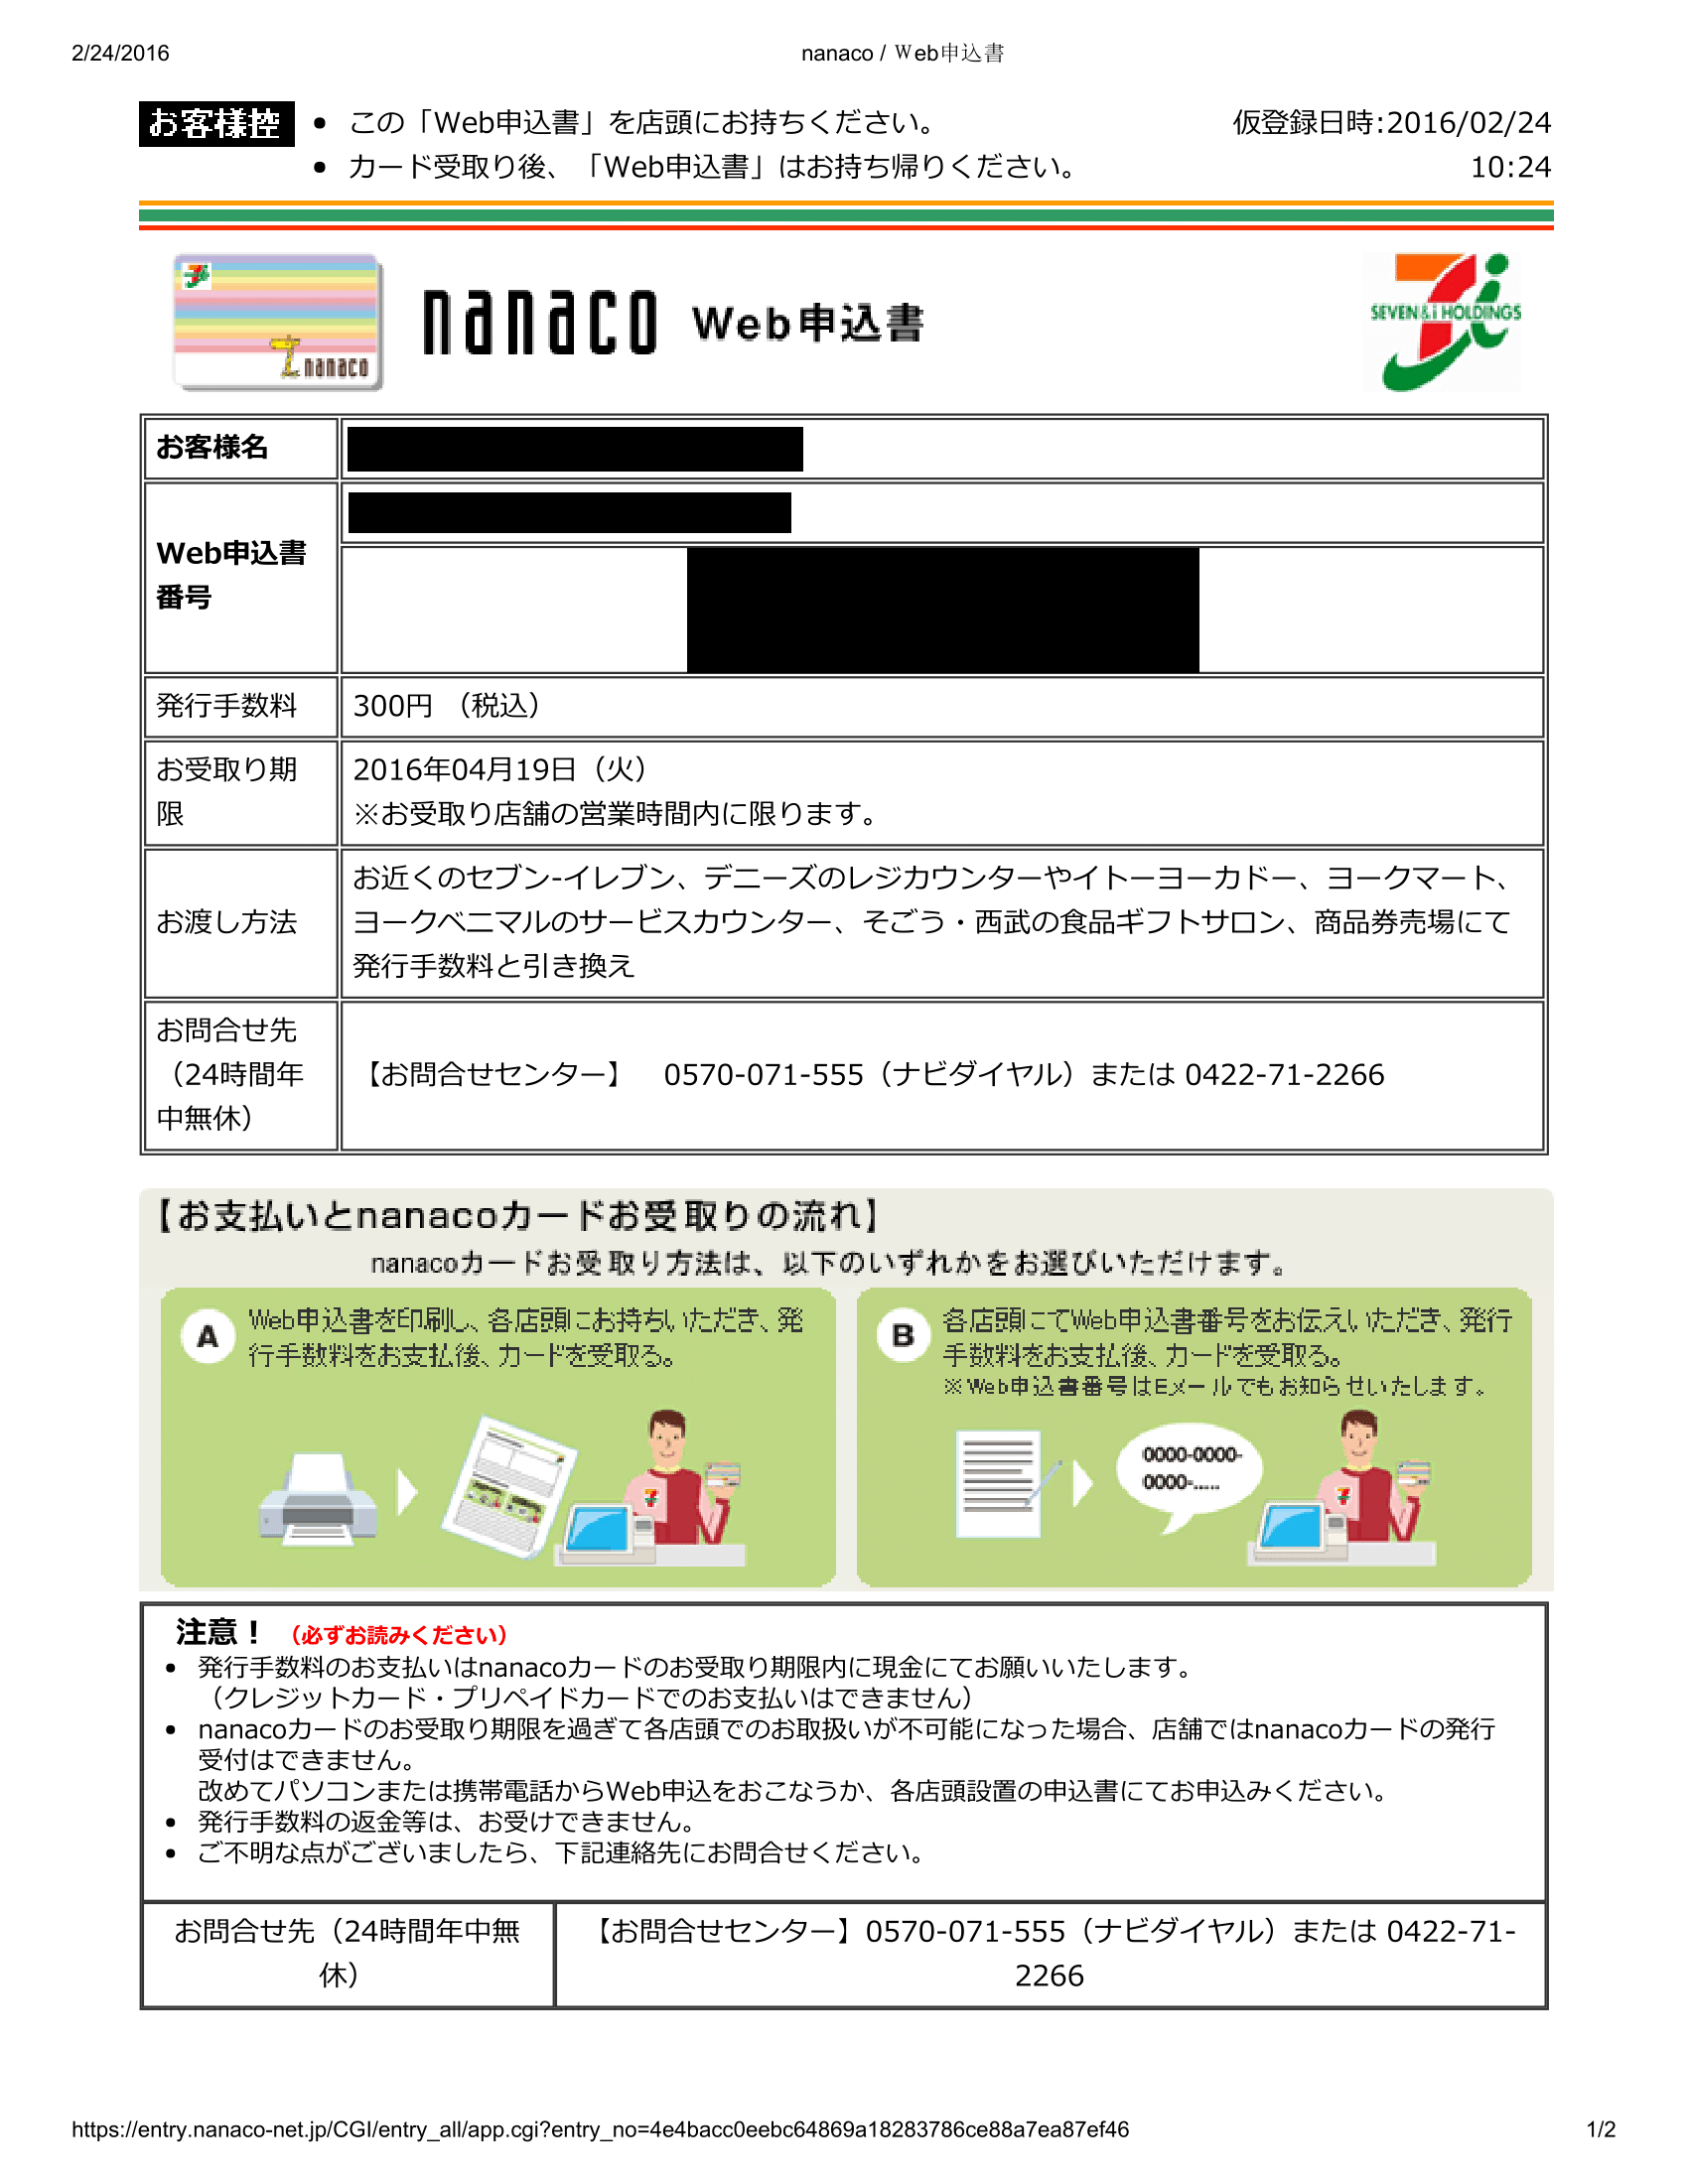 2/24/2016
nanaco / Ｗeb申込書
お客様控
• この「Web申込書」を店頭にお持ちください。
• カード受取り後、「Web申込書」はお持ち帰りください。
仮登録日時:2016/02/24
10:24
nanaco
nanaco Web申込書
SEVEN & i HOLDINGS
お客様名
Web申込書
番号
発行手数料
300円 （税込）
お受取り期
限
2016年04月19日（火）
※お受取り店舗の営業時間内に限ります。
お渡し方法
お近くのセブン-イレブン、デニーズのレジカウンターやイトーヨーカドー、ヨークマート、
ヨークベニマルのサービスカウンター、そごう・西武の食品ギフトサロン、商品券売場にて
発行手数料と引き換え
お問合せ先
（24時間年
中無休）
【お問合せセンター】　0570-071-555（ナビダイヤル）または 0422-71-2266
【お支払いとnanacoカードお受取りの流れ】
nanacoカードお受取り方法は、以下のいずれかをお選びいただけます。
A
Web申込書を印刷し、各店頭にお持ちいただき、発
行手数料をお支払後、カードを受取る。
B
各店頭にてWeb申込書番号をお伝えいただき、発行
手数料をお支払後、カードを受取る。
※Web申込書番号はEメールでもお知らせいたします。
0000-0000-
0000-.....
注意！ （必ずお読みください）
• 発行手数料のお支払いはnanacoカードのお受取り期限内に現金にてお願いいたします。
（クレジットカード・プリペイドカードでのお支払いはできません）
• nanacoカードのお受取り期限を過ぎて各店頭でのお取扱いが不可能になった場合、店舗ではnanacoカードの発行
受付はできません。
改めてパソコンまたは携帯電話からWeb申込をおこなうか、各店頭設置の申込書にてお申込みください。
• 発行手数料の返金等は、お受けできません。
• ご不明な点がございましたら、下記連絡先にお問合せください。
お問合せ先（24時間年中無
休）
【お問合せセンター】0570-071-555（ナビダイヤル）または 0422-71-
2266
https://entry.nanaco-net.jp/CGI/entry_all/app.cgi?entry_no=4e4bacc0eebc64869a18283786ce88a7ea87ef46
1/2